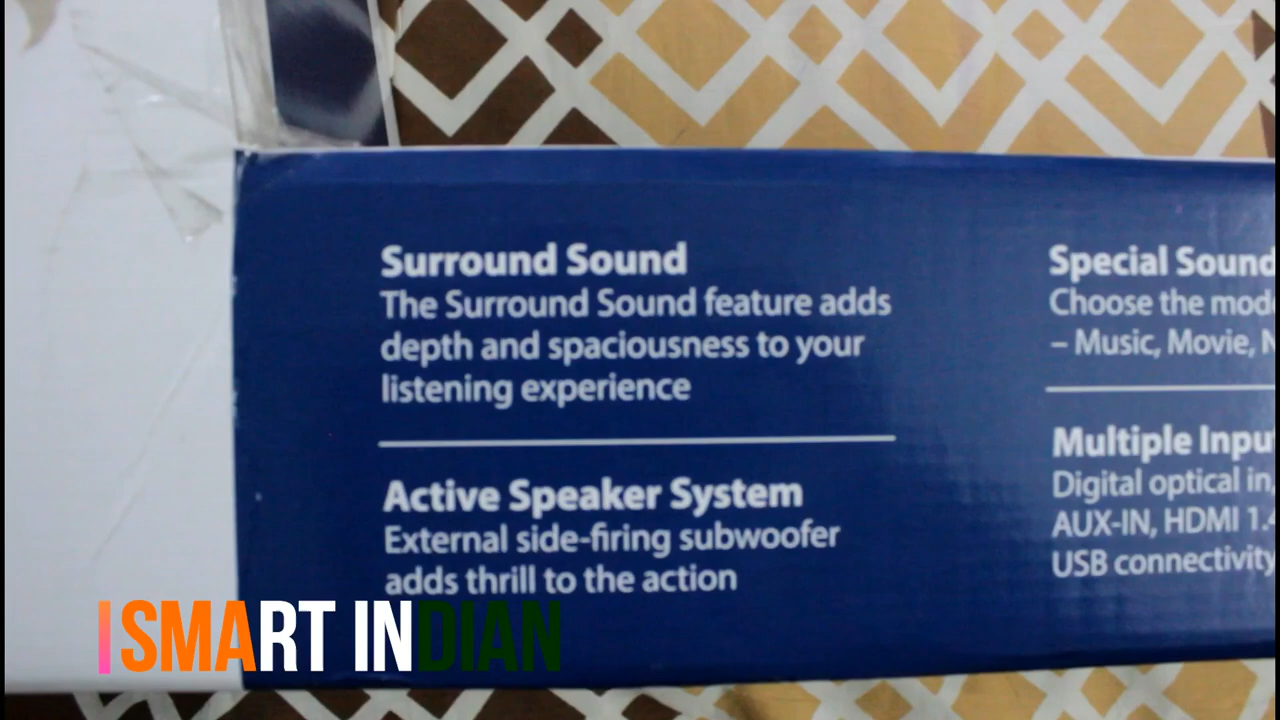 Surround Sound
The Surround Sound feature adds
depth and spaciousness to your
listening experience
Active Speaker System
External side-firing subwoofer
adds thrill to the action
Special Sound
Choose the mod
– Music, Movie, N
Multiple Inpu
Digital optical in,
AUX-IN, HDMI 1.4
USB connectivity
SMART INDIAN